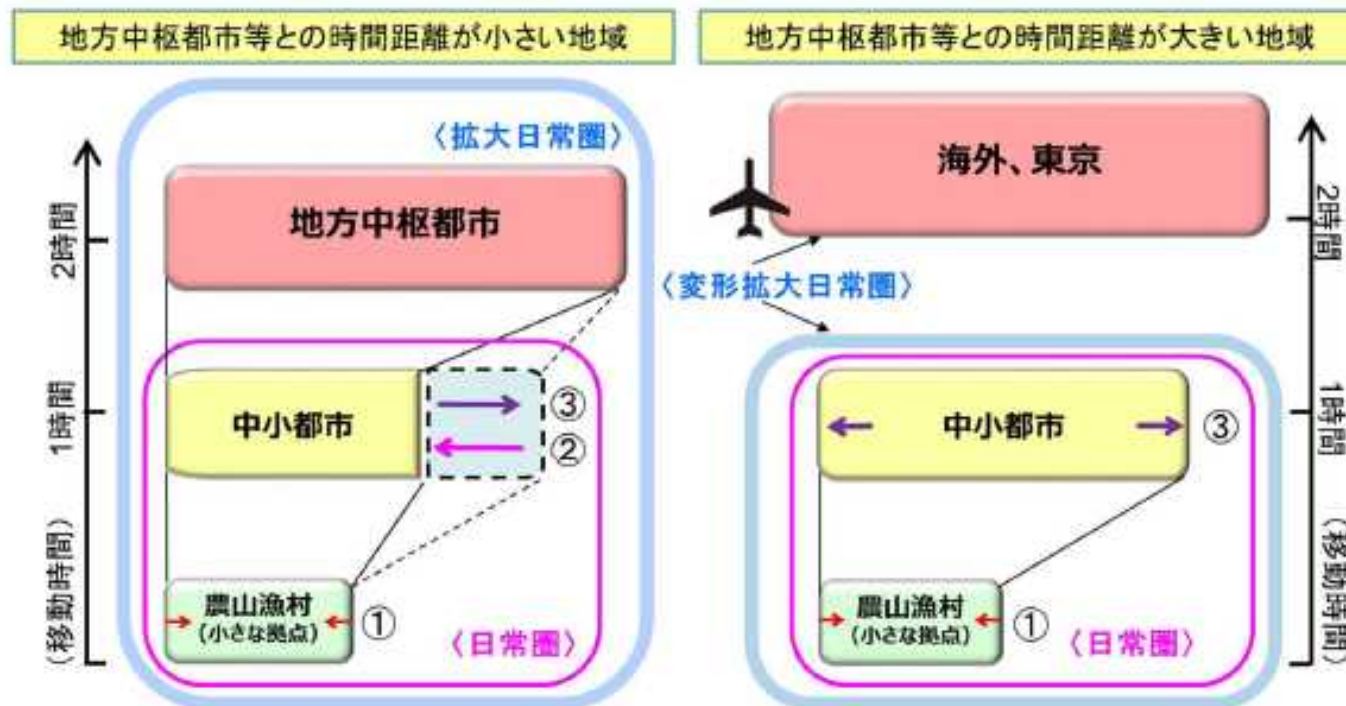 地方中枢都市等との時間距離が小さい地域
〈拡大日常圏〉
地方中枢都市
2時間
1時間
(移動時間)
中小都市
③
②
農山漁村
(小さな拠点)
①
〈日常圏〉
地方中枢都市等との時間距離が大きい地域
海外、東京
〈変形拡大日常圏〉
2時間
1時間
(移動時間)
中小都市
③
農山漁村
(小さな拠点)
①
〈日常圏〉